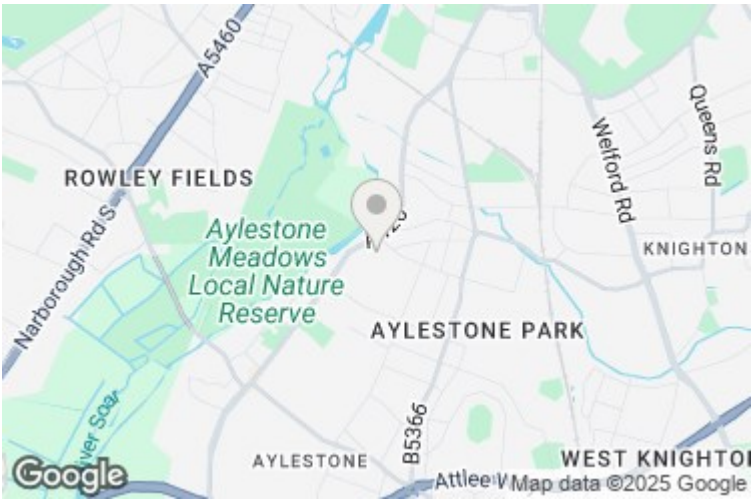 A5460
ROWLEY FIELDS
Narborough Rd S
Aylestone
Meadows
Local Nature
Reserve
Welford Rd
Queens Rd
KNIGHTON
AYLESTONE PARK
B5366
AYLESTONE
WEST KNIGHTO
Attlee
Google
Map data ©2025 Google